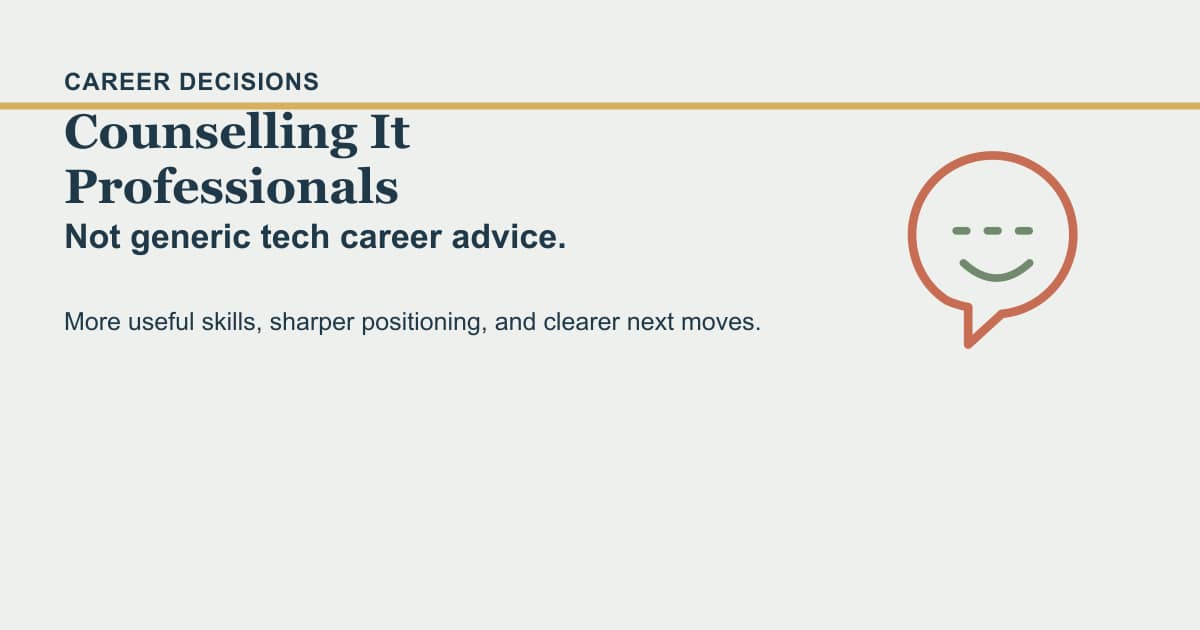 CAREER DECISIONS
Counselling It
Professionals
Not generic tech career advice.
More useful skills, sharper positioning, and clearer next moves.